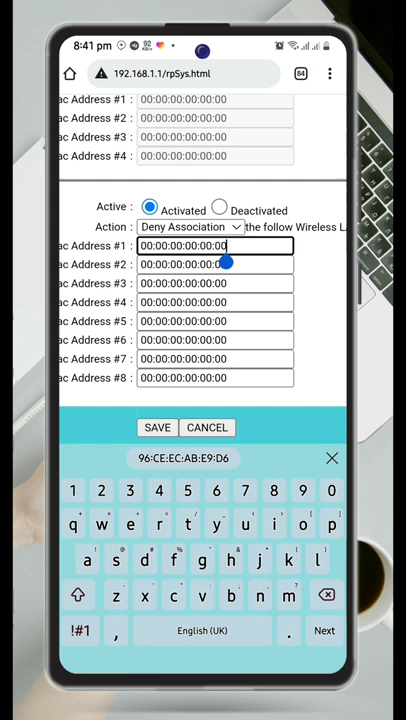 8:41 pm 92 KB/s
192.168.1.1/rpSys.html 84
ac Address #1 : 00:00:00:00:00:00
ac Address #2 : 00:00:00:00:00:00
ac Address #3 : 00:00:00:00:00:00
ac Address #4 : 00:00:00:00:00:00
Active : Activated Deactivated
Action : Deny Association the follow Wireless L
ac Address #1 : 00:00:00:00:00:00
ac Address #2 : 00:00:00:00:00:00
ac Address #3 : 00:00:00:00:00:00
ac Address #4 : 00:00:00:00:00:00
ac Address #5 : 00:00:00:00:00:00
ac Address #6 : 00:00:00:00:00:00
ac Address #7 : 00:00:00:00:00:00
ac Address #8 : 00:00:00:00:00:00
SAVE CANCEL
96:CE:EC:AB:E9:D6
1 2 3 4 5 6 7 8 9 0
q w e r t y u i o p
a s d f g h j k l
z x c v b n m
!#1 , English (UK) . Next